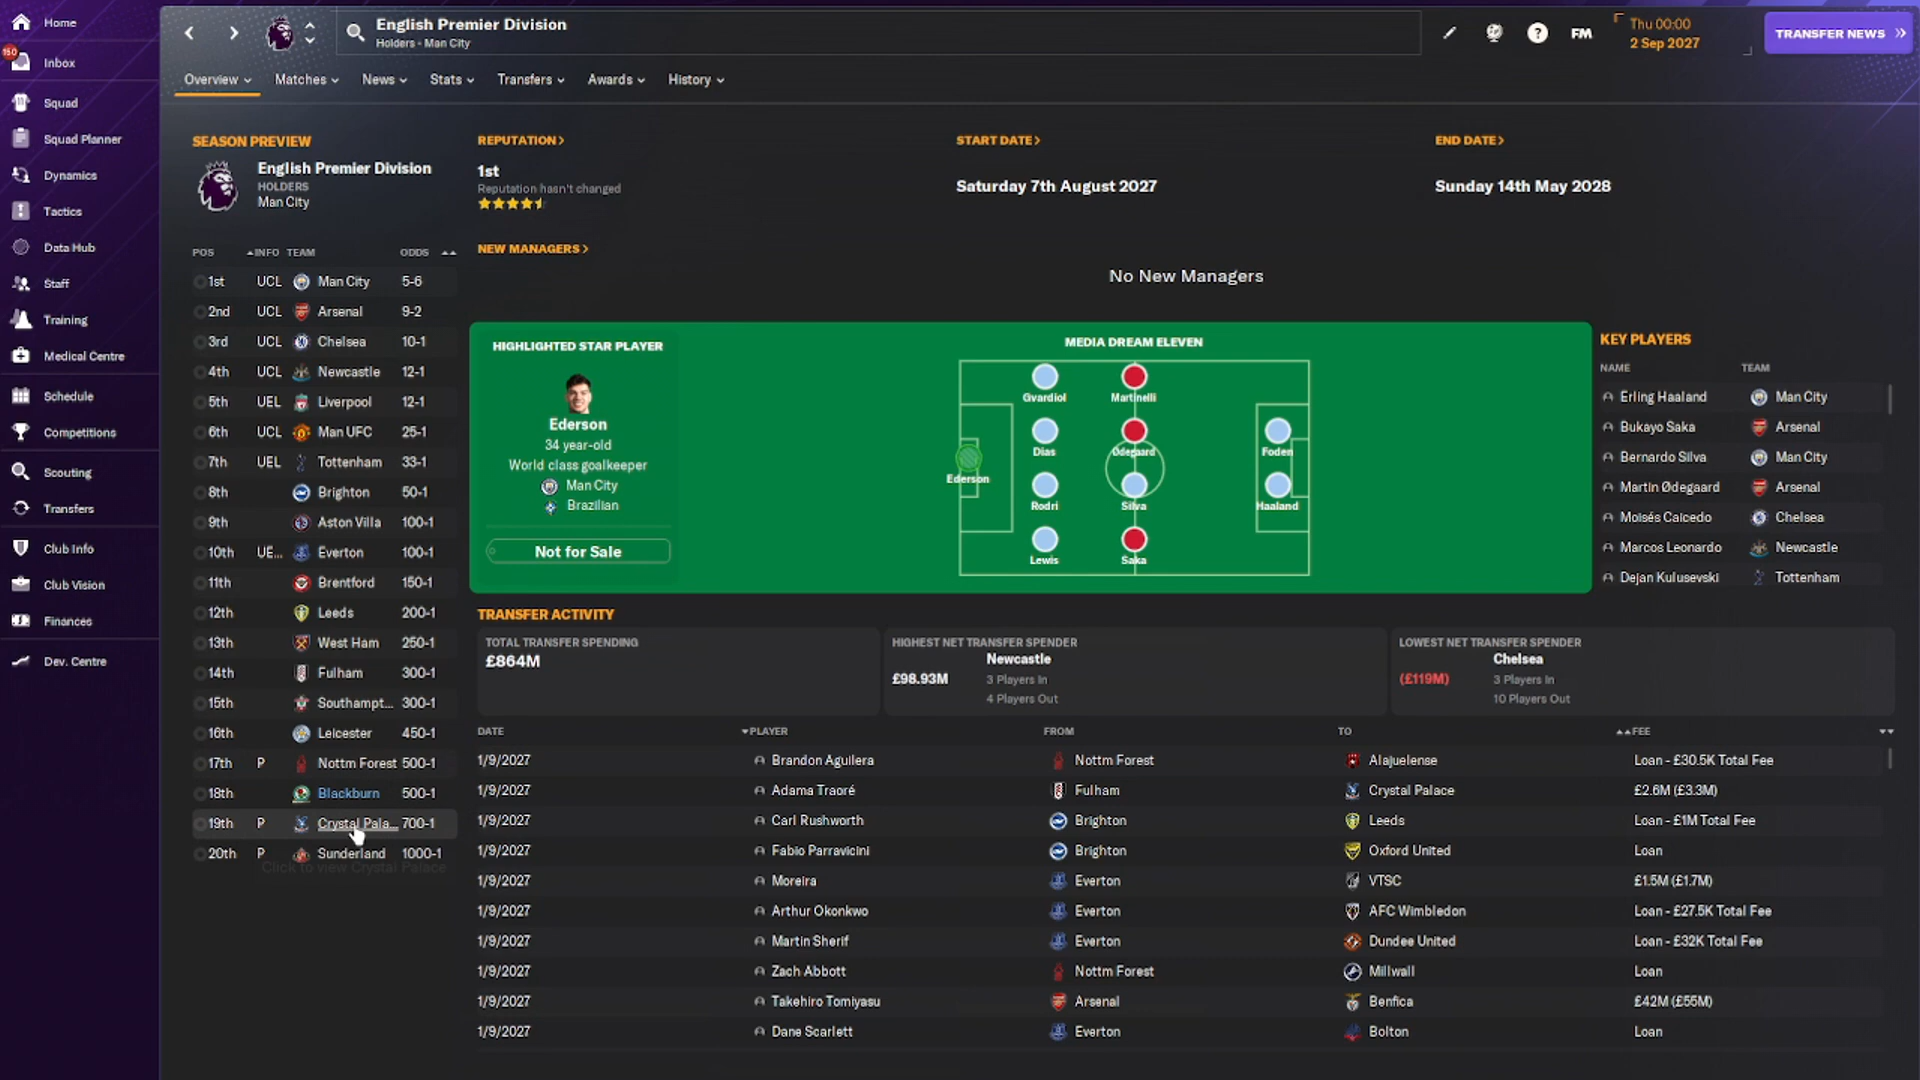 Home
150
Inbox
Squad
Squad Planner
Dynamics
Tactics
Data Hub
Staff
Training
Medical Centre
Schedule
Competitions
Scouting
Transfers
Club Info
Club Vision
Finances
Dev. Centre
English Premier Division
Holders - Man City
?
FM
Thu 00:00
2 Sep 2027
TRANSFER NEWS
Overview Matches News Stats Transfers Awards History
SEASON PREVIEW
English Premier Division
HOLDERS
Man City
REPUTATION>
1st
Reputation hasn't changed
START DATE>
Saturday 7th August 2027
END DATE>
Sunday 14th May 2028
NEW MANAGERS>
No New Managers
POS INFO TEAM ODDS
1st UCL Man City 5-6
2nd UCL Arsenal 9-2
3rd UCL Chelsea 10-1
4th UCL Newcastle 12-1
5th UEL Liverpool 12-1
6th UCL Man UFC 25-1
7th UEL Tottenham 33-1
8th Brighton 50-1
9th Aston Villa 100-1
10th UE... Everton 100-1
11th Brentford 150-1
12th Leeds 200-1
13th West Ham 250-1
14th Fulham 300-1
15th Southampt... 300-1
16th Leicester 450-1
17th P Nottm Forest 500-1
18th Blackburn 500-1
19th P Crystal Pala... 700-1
20th P Sunderland 1000-1
Click to view Crystal Palace
HIGHLIGHTED STAR PLAYER
Ederson
34 year-old
World class goalkeeper
Man City
Brazilian
Not for Sale
MEDIA DREAM ELEVEN
Gvardiol Martinelli
Dias Ødegaard Foden
Ederson
Rodri Silva Haaland
Lewis Saka
KEY PLAYERS
NAME TEAM
Erling Haaland Man City
Bukayo Saka Arsenal
Bernardo Silva Man City
Martin Ødegaard Arsenal
Moisés Caicedo Chelsea
Marcos Leonardo Newcastle
Dejan Kulusevski Tottenham
TRANSFER ACTIVITY
TOTAL TRANSFER SPENDING
£864M
HIGHEST NET TRANSFER SPENDER
Newcastle
£98.93M
3 Players In
4 Players Out
LOWEST NET TRANSFER SPENDER
Chelsea
(£119M)
3 Players In
10 Players Out
DATE PLAYER FROM TO FEE
1/9/2027 Brandon Aguilera Nottm Forest Alajuelense Loan - £30.5K Total Fee
1/9/2027 Adama Traoré Fulham Crystal Palace £2.6M (£3.3M)
1/9/2027 Carl Rushworth Brighton Leeds Loan - £1M Total Fee
1/9/2027 Fabio Parravicini Brighton Oxford United Loan
1/9/2027 Moreira Everton VTSC £1.5M (£1.7M)
1/9/2027 Arthur Okonkwo Everton AFC Wimbledon Loan - £27.5K Total Fee
1/9/2027 Martin Sherif Everton Dundee United Loan - £32K Total Fee
1/9/2027 Zach Abbott Nottm Forest Millwall Loan
1/9/2027 Takehiro Tomiyasu Arsenal Benfica £42M (£55M)
1/9/2027 Dane Scarlett Everton Bolton Loan